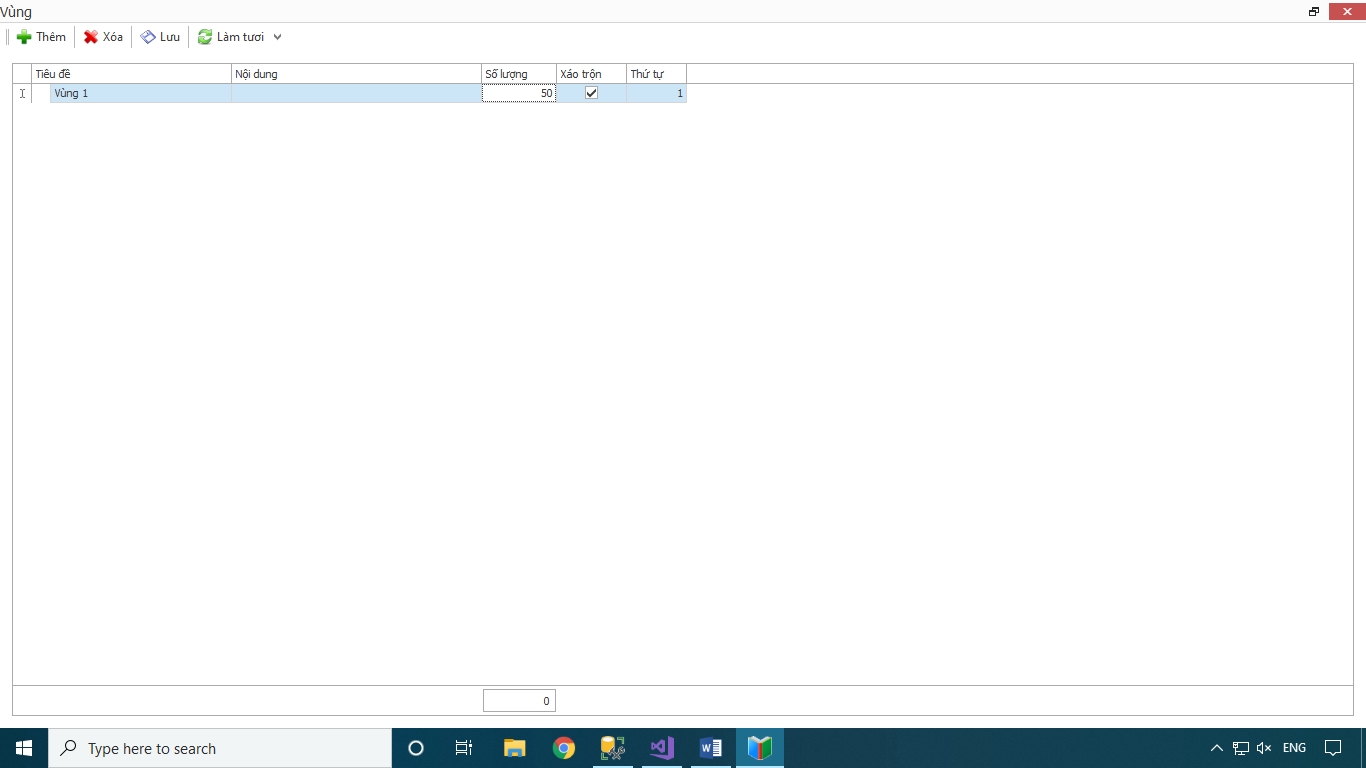 Vùng
Thêm Xóa Lưu Làm tươi
Tiêu đề Nội dung Số lượng Xáo trộn Thứ tự
Vùng 1 50 1
0
Type here to search ENG